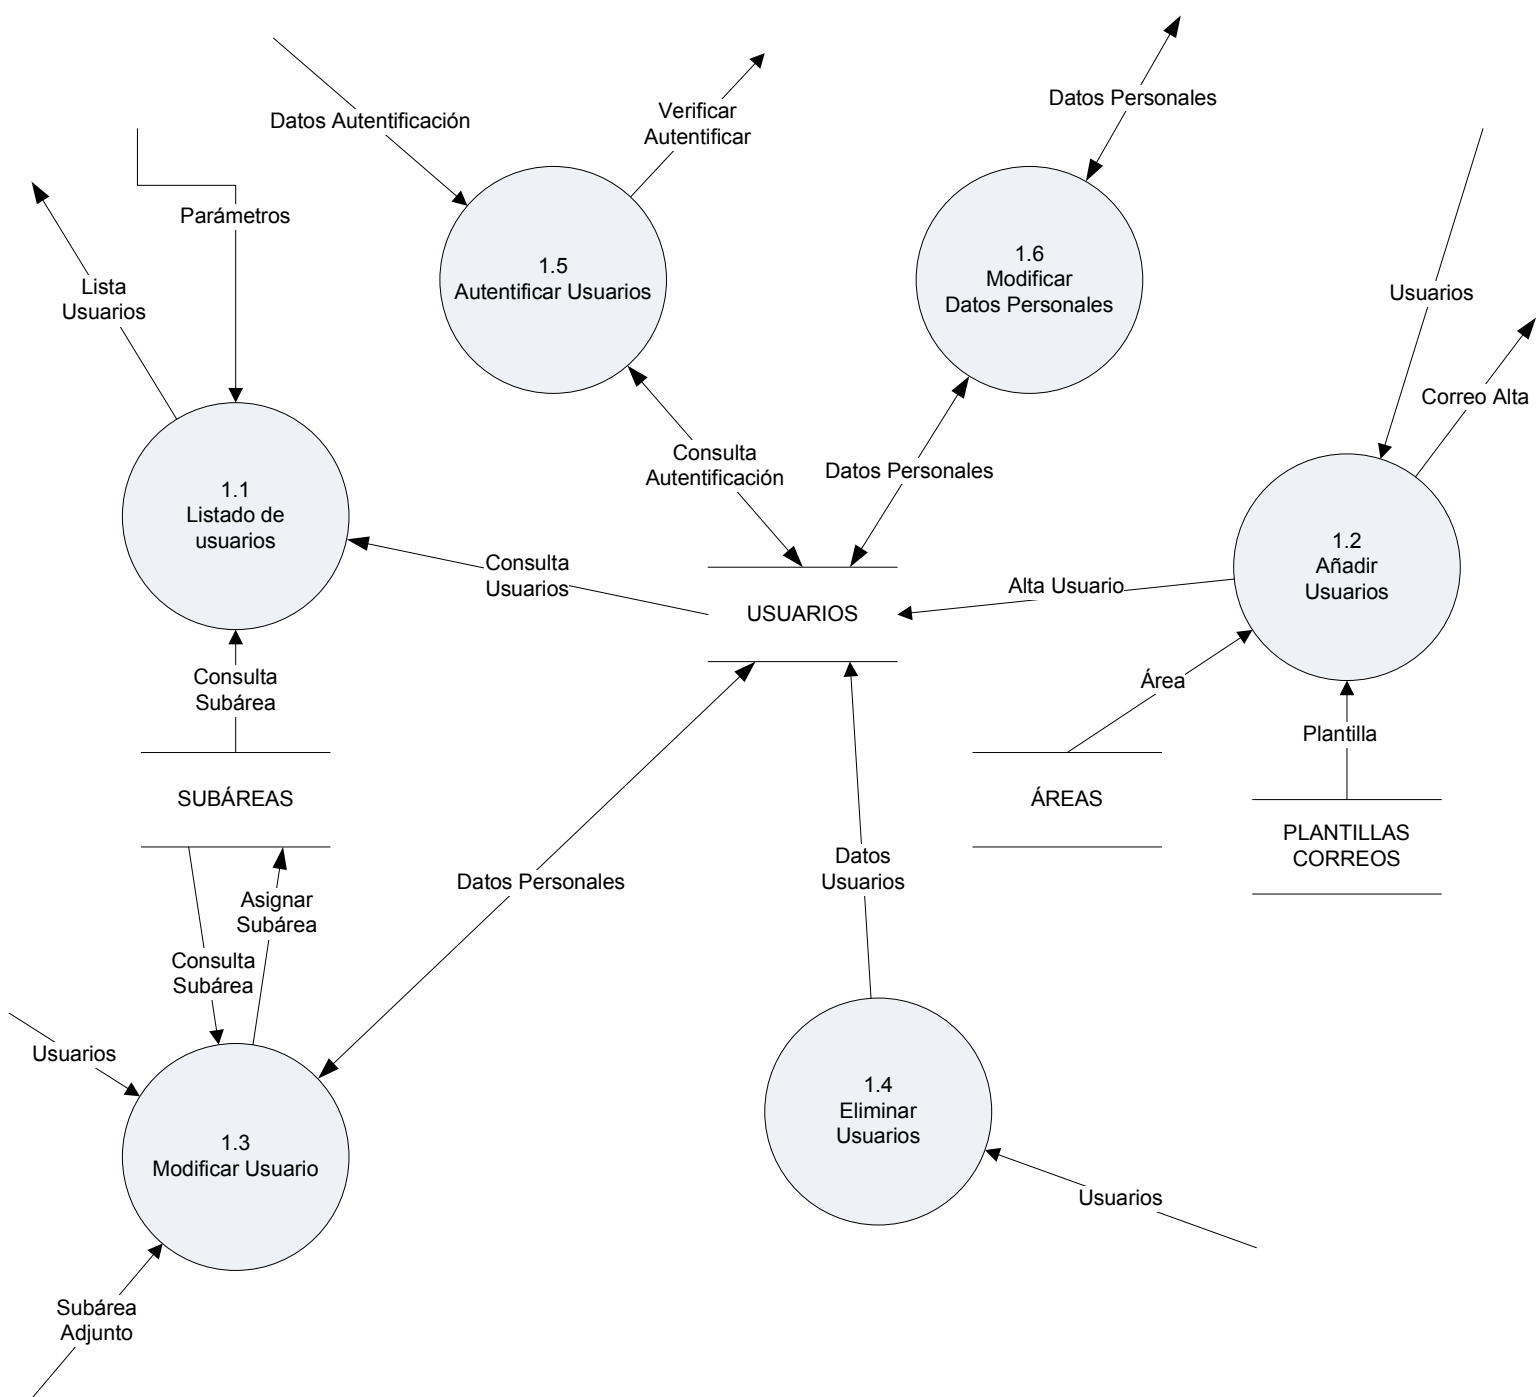 Datos Personales
Verificar
Autentificar
Datos Autentificación
Parámetros
1.5
Autentificar Usuarios
1.6
Modificar
Datos Personales
Lista
Usuarios
Usuarios
Correo Alta
Consulta
Autentificación
Datos Personales
1.1
Listado de
usuarios
1.2
Añadir
Usuarios
Consulta
Usuarios
Alta Usuario
USUARIOS
Consulta
Subárea
Área
Plantilla
SUBÁREAS
ÁREAS
PLANTILLAS
CORREOS
Datos
Usuarios
Datos Personales
Asignar
Subárea
Consulta
Subárea
Usuarios
1.4
Eliminar
Usuarios
1.3
Modificar Usuario
Usuarios
Subárea
Adjunto